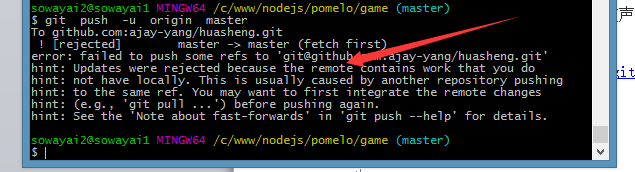 sowayai2@sowayai1 MINGW64 /c/www/nodejs/pomelo/game (master)
$ git push -u origin master
To github.com:ajay-yang/huasheng.git
! [rejected] master -> master (fetch first)
error: failed to push some refs to 'git@github.com:ajay-yang/huasheng.git'
hint: Updates were rejected because the remote contains work that you do
hint: not have locally. This is usually caused by another repository pushing
hint: to the same ref. You may want to first integrate the remote changes
hint: (e.g., 'git pull ...') before pushing again.
hint: See the 'Note about fast-forwards' in 'git push --help' for details.
sowayai2@sowayai1 MINGW64 /c/www/nodejs/pomelo/game (master)
$
声
git